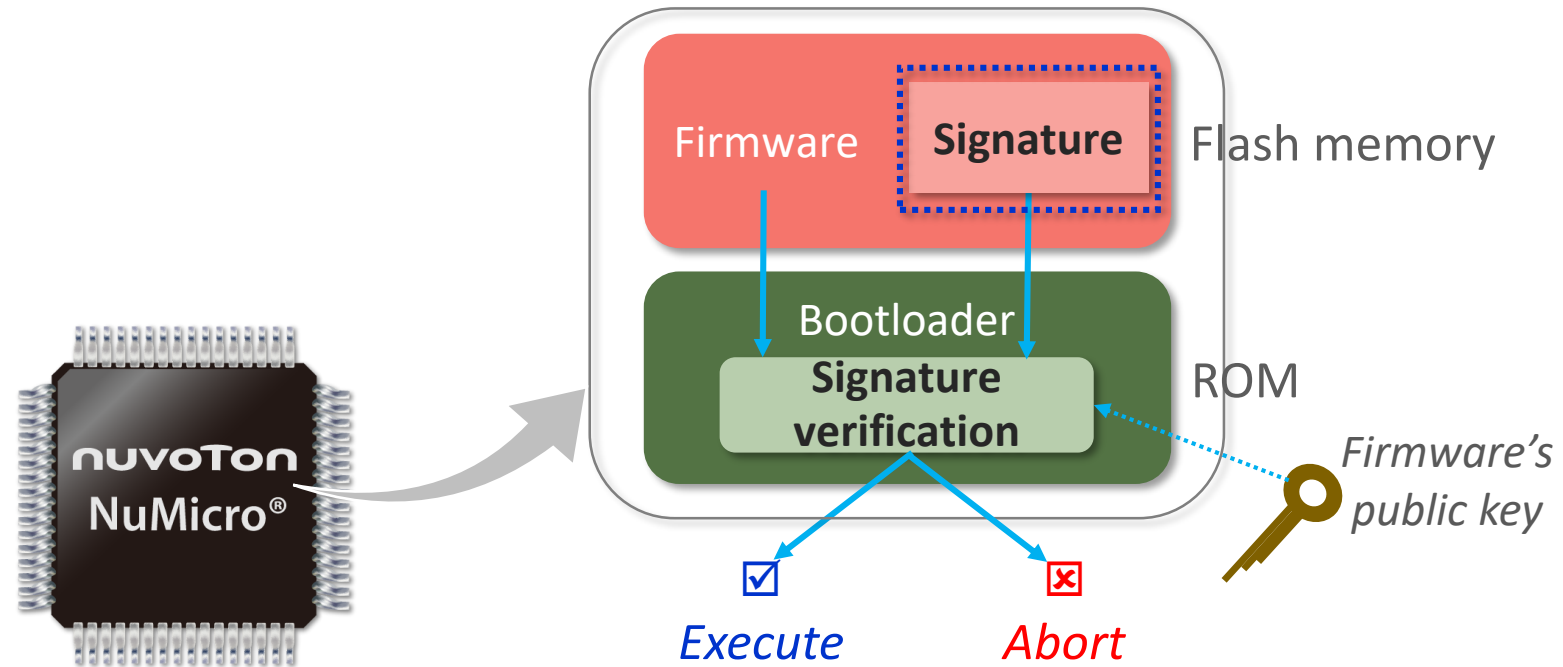 Firmware
Signature
Flash memory
Bootloader
Signature
verification
ROM
Firmware’s
public key
nuvoTon
NuMicro®
Execute
Abort